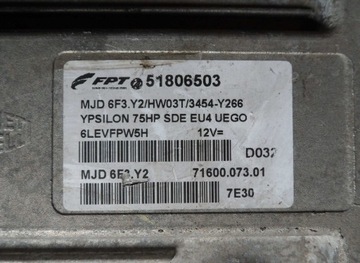 FPT 51806503
MJD 6F3.Y2/HW03T/3454-Y266
YPSILON 75HP SDE EU4 UEGO
6LEVFPW5H 12V=
D032
MJD 6F3.Y2 71600.073.01
7E30